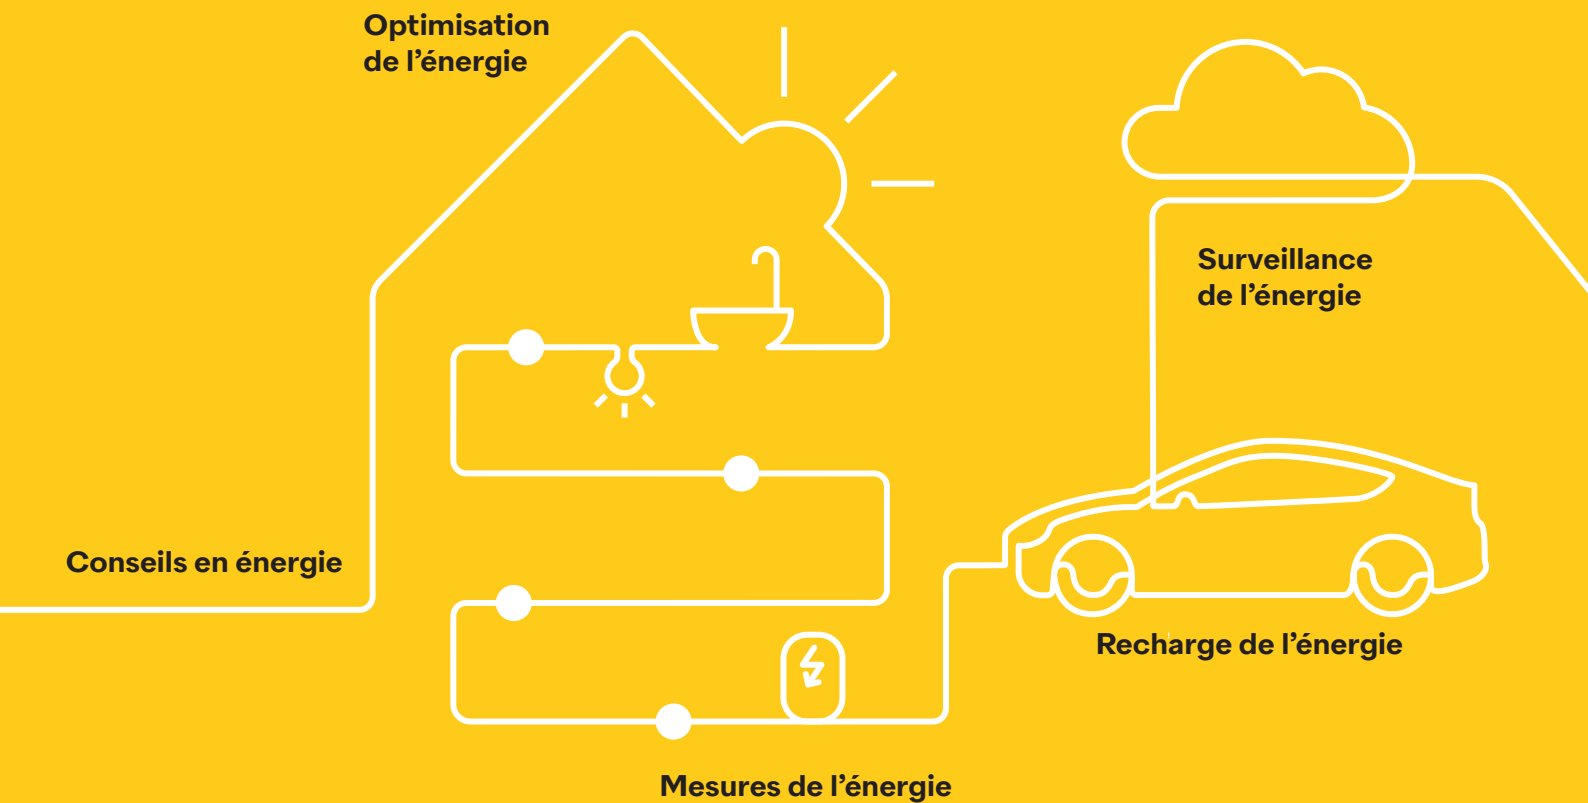 Optimisation
de l’énergie
Surveillance
de l’énergie
Conseils en énergie
Recharge de l’énergie
Mesures de l’énergie